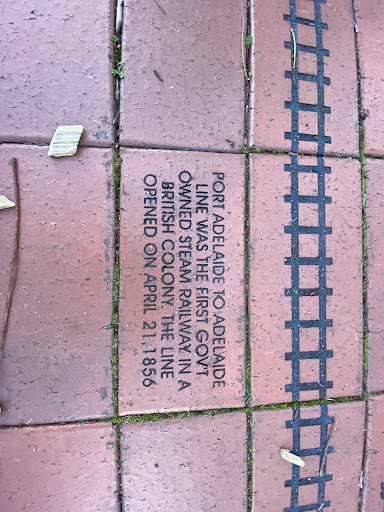 PORT ADELAIDE TO ADELAIDE
LINE WAS THE FIRST GOV'T
OWNED STEAM RAILWAY IN A
BRITISH COLONY. THE LINE
OPENED ON APRIL 21, 1856